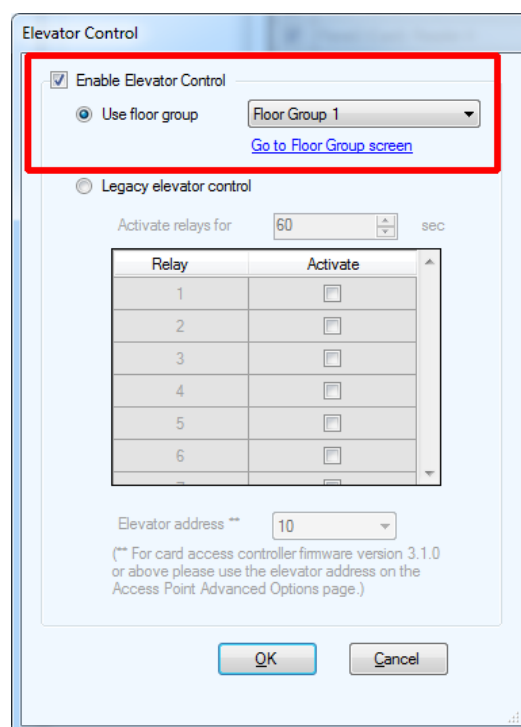 Elevator Control
Enable Elevator Control
Use floor group Floor Group 1
Go to Floor Group screen
Legacy elevator control
Activate relays for 60 sec
Relay Activate
1
2
3
4
5
6
Elevator address ** 10
(** For card access controller firmware version 3.1.0
or above please use the elevator address on the
Access Point Advanced Options page.)
OK Cancel